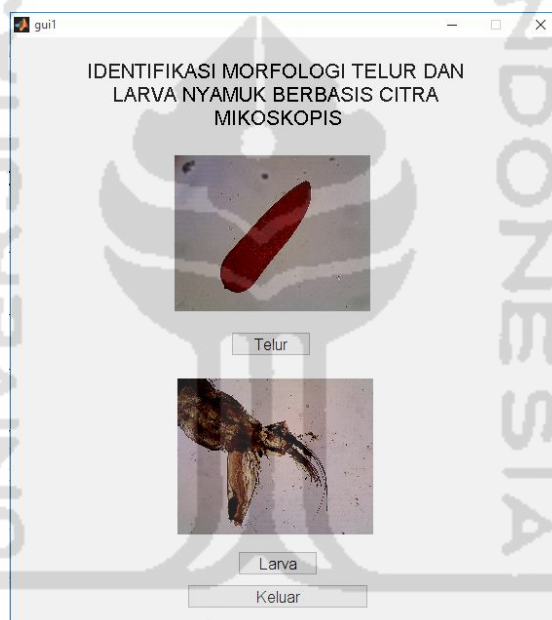 gui1
IDENTIFIKASI MORFOLOGI TELUR DAN
LARVA NYAMUK BERBASIS CITRA
MIKOSKOPIS
Telur
Larva
Keluar